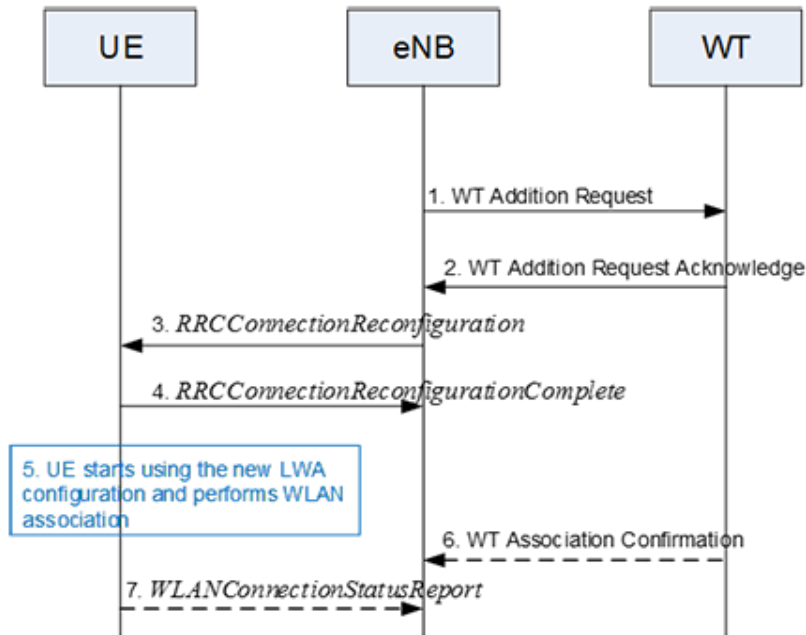 UE
eNB
WT
1. WT Addition Request
2. WT Addition Request Acknowledge
3. RRCConnectionReconfiguration
4. RRCConnectionReconfigurationComplete
5. UE starts using the new LWA
configuration and performs WLAN
association
6. WT Association Confirmation
7. WLANConnectionStatusReport